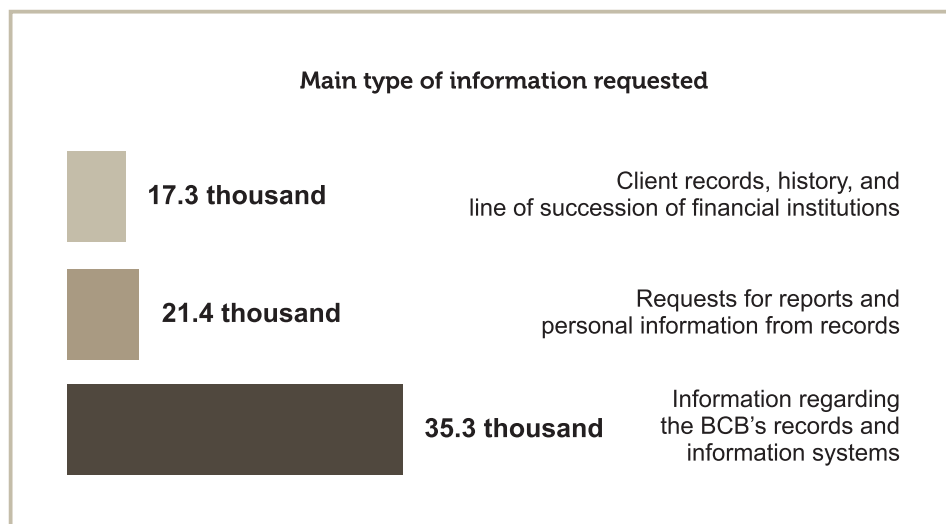 Main type of information requested
17.3 thousand
Client records, history, and
line of succession of financial institutions
21.4 thousand
Requests for reports and
personal information from records
35.3 thousand
Information regarding
the BCB’s records and
information systems